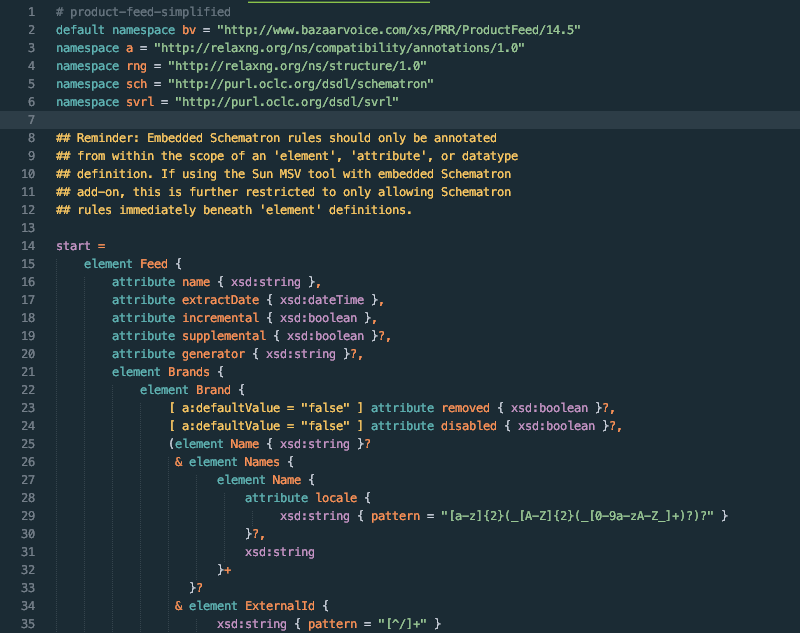 1 # product-feed-simplified
2 default namespace bv = "http://www.bazaarvoice.com/xs/PRR/ProductFeed/14.5"
3 namespace a = "http://relaxng.org/ns/compatibility/annotations/1.0"
4 namespace rng = "http://relaxng.org/ns/structure/1.0"
5 namespace sch = "http://purl.oclc.org/dsdl/schematron"
6 namespace svrl = "http://purl.oclc.org/dsdl/svrl"
7
8 ## Reminder: Embedded Schematron rules should only be annotated
9 ## from within the scope of an 'element', 'attribute', or datatype
10 ## definition. If using the Sun MSV tool with embedded Schematron
11 ## add-on, this is further restricted to only allowing Schematron
12 ## rules immediately beneath 'element' definitions.
13
14 start =
15 element Feed {
16 attribute name { xsd:string },
17 attribute extractDate { xsd:dateTime },
18 attribute incremental { xsd:boolean },
19 attribute supplemental { xsd:boolean }?,
20 attribute generator { xsd:string }?,
21 element Brands {
22 element Brand {
23 [ a:defaultValue = "false" ] attribute removed { xsd:boolean }?,
24 [ a:defaultValue = "false" ] attribute disabled { xsd:boolean }?,
25 (element Name { xsd:string }?
26 & element Names {
27 element Name {
28 attribute locale {
29 xsd:string { pattern = "[a-z]{2}(_[A-Z]{2}(_[0-9a-zA-Z_]+)?)?" }
30 }?,
31 xsd:string
32 }+
33 }?
34 & element ExternalId {
35 xsd:string { pattern = "[^/]+" }